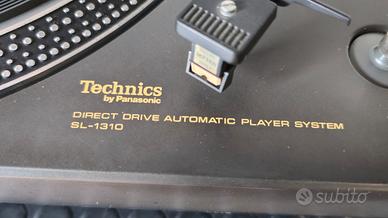 Technics
by Panasonic
DIRECT DRIVE AUTOMATIC PLAYER SYSTEM
SL-1310
subito